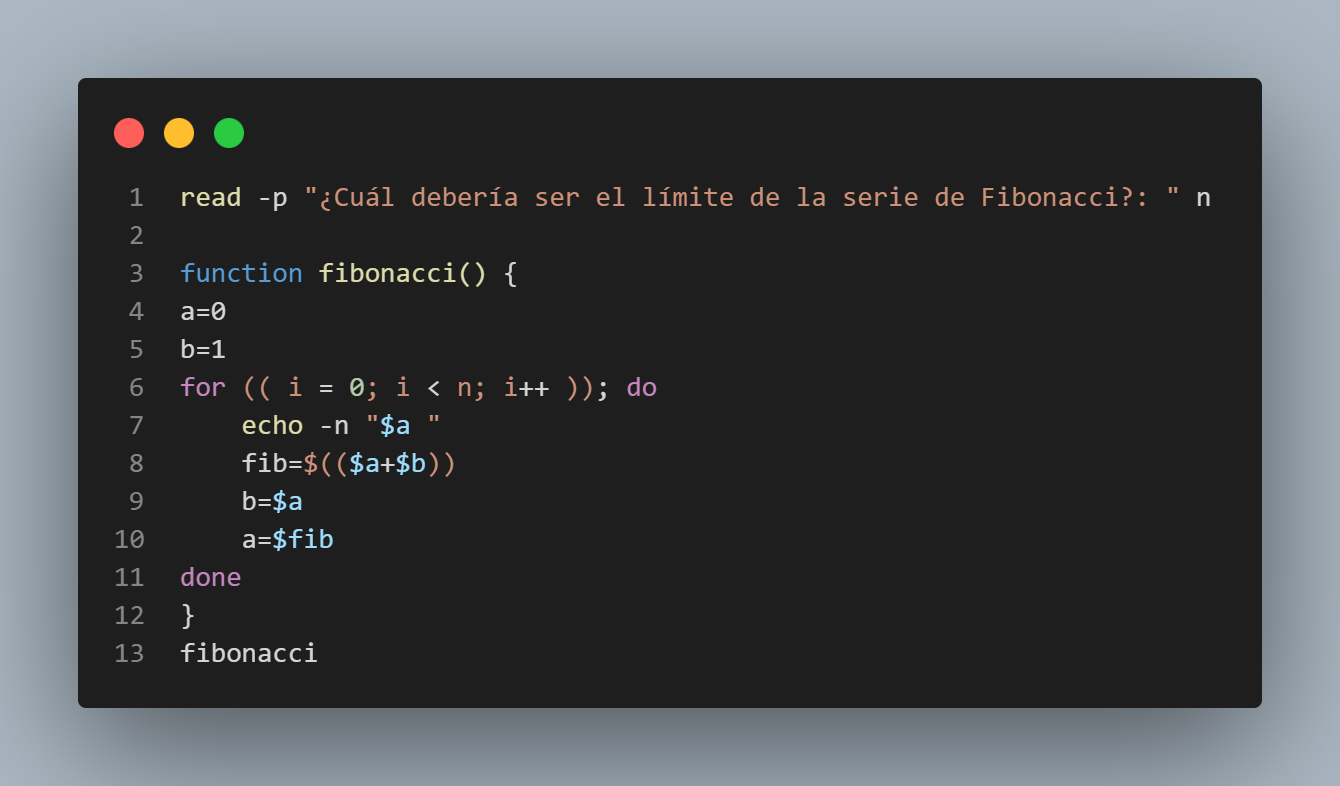 1 read -p "¿Cuál debería ser el límite de la serie de Fibonacci?: " n
2
3 function fibonacci() {
4 a=0
5 b=1
6 for (( i = 0; i < n; i++ )); do
7     echo -n "$a "
8     fib=$(($a+$b))
9     b=$a
10     a=$fib
11 done
12 }
13 fibonacci